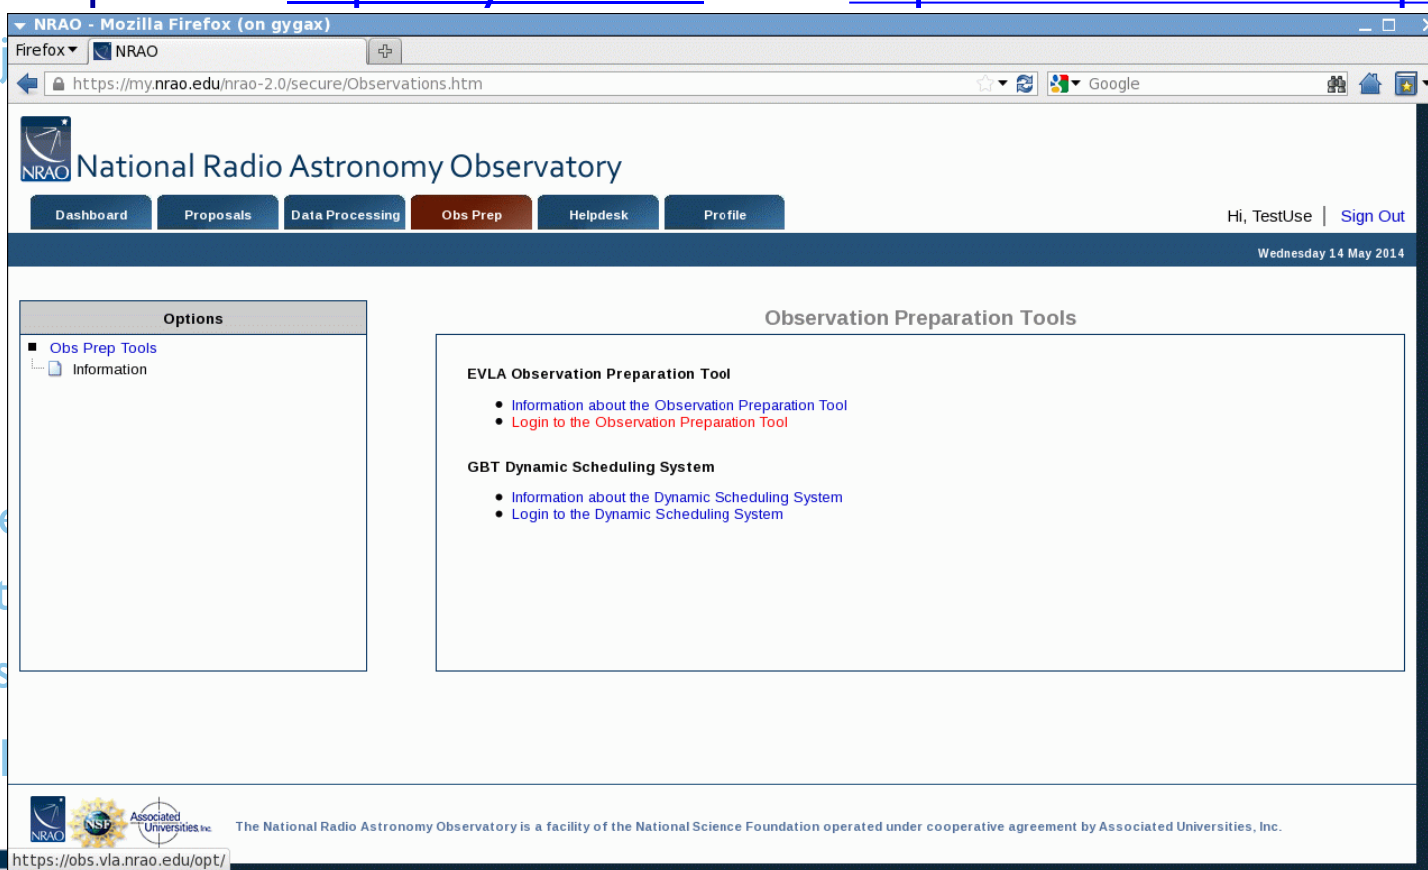 NRAO - Mozilla Firefox (on gygax)
Firefox
NRAO
https://my.nrao.edu/nrao-2.0/secure/Observations.htm
Google
NRAO
National Radio Astronomy Observatory
Dashboard Proposals Data Processing Obs Prep Helpdesk Profile
Hi, TestUse | Sign Out
Wednesday 14 May 2014
Options
Obs Prep Tools
Information
Observation Preparation Tools
EVLA Observation Preparation Tool
Information about the Observation Preparation Tool
Login to the Observation Preparation Tool
GBT Dynamic Scheduling System
Information about the Dynamic Scheduling System
Login to the Dynamic Scheduling System
NRAO
NSF
Associated
Universities, Inc.
The National Radio Astronomy Observatory is a facility of the National Science Foundation operated under cooperative agreement by Associated Universities, Inc.
https://obs.vla.nrao.edu/opt/